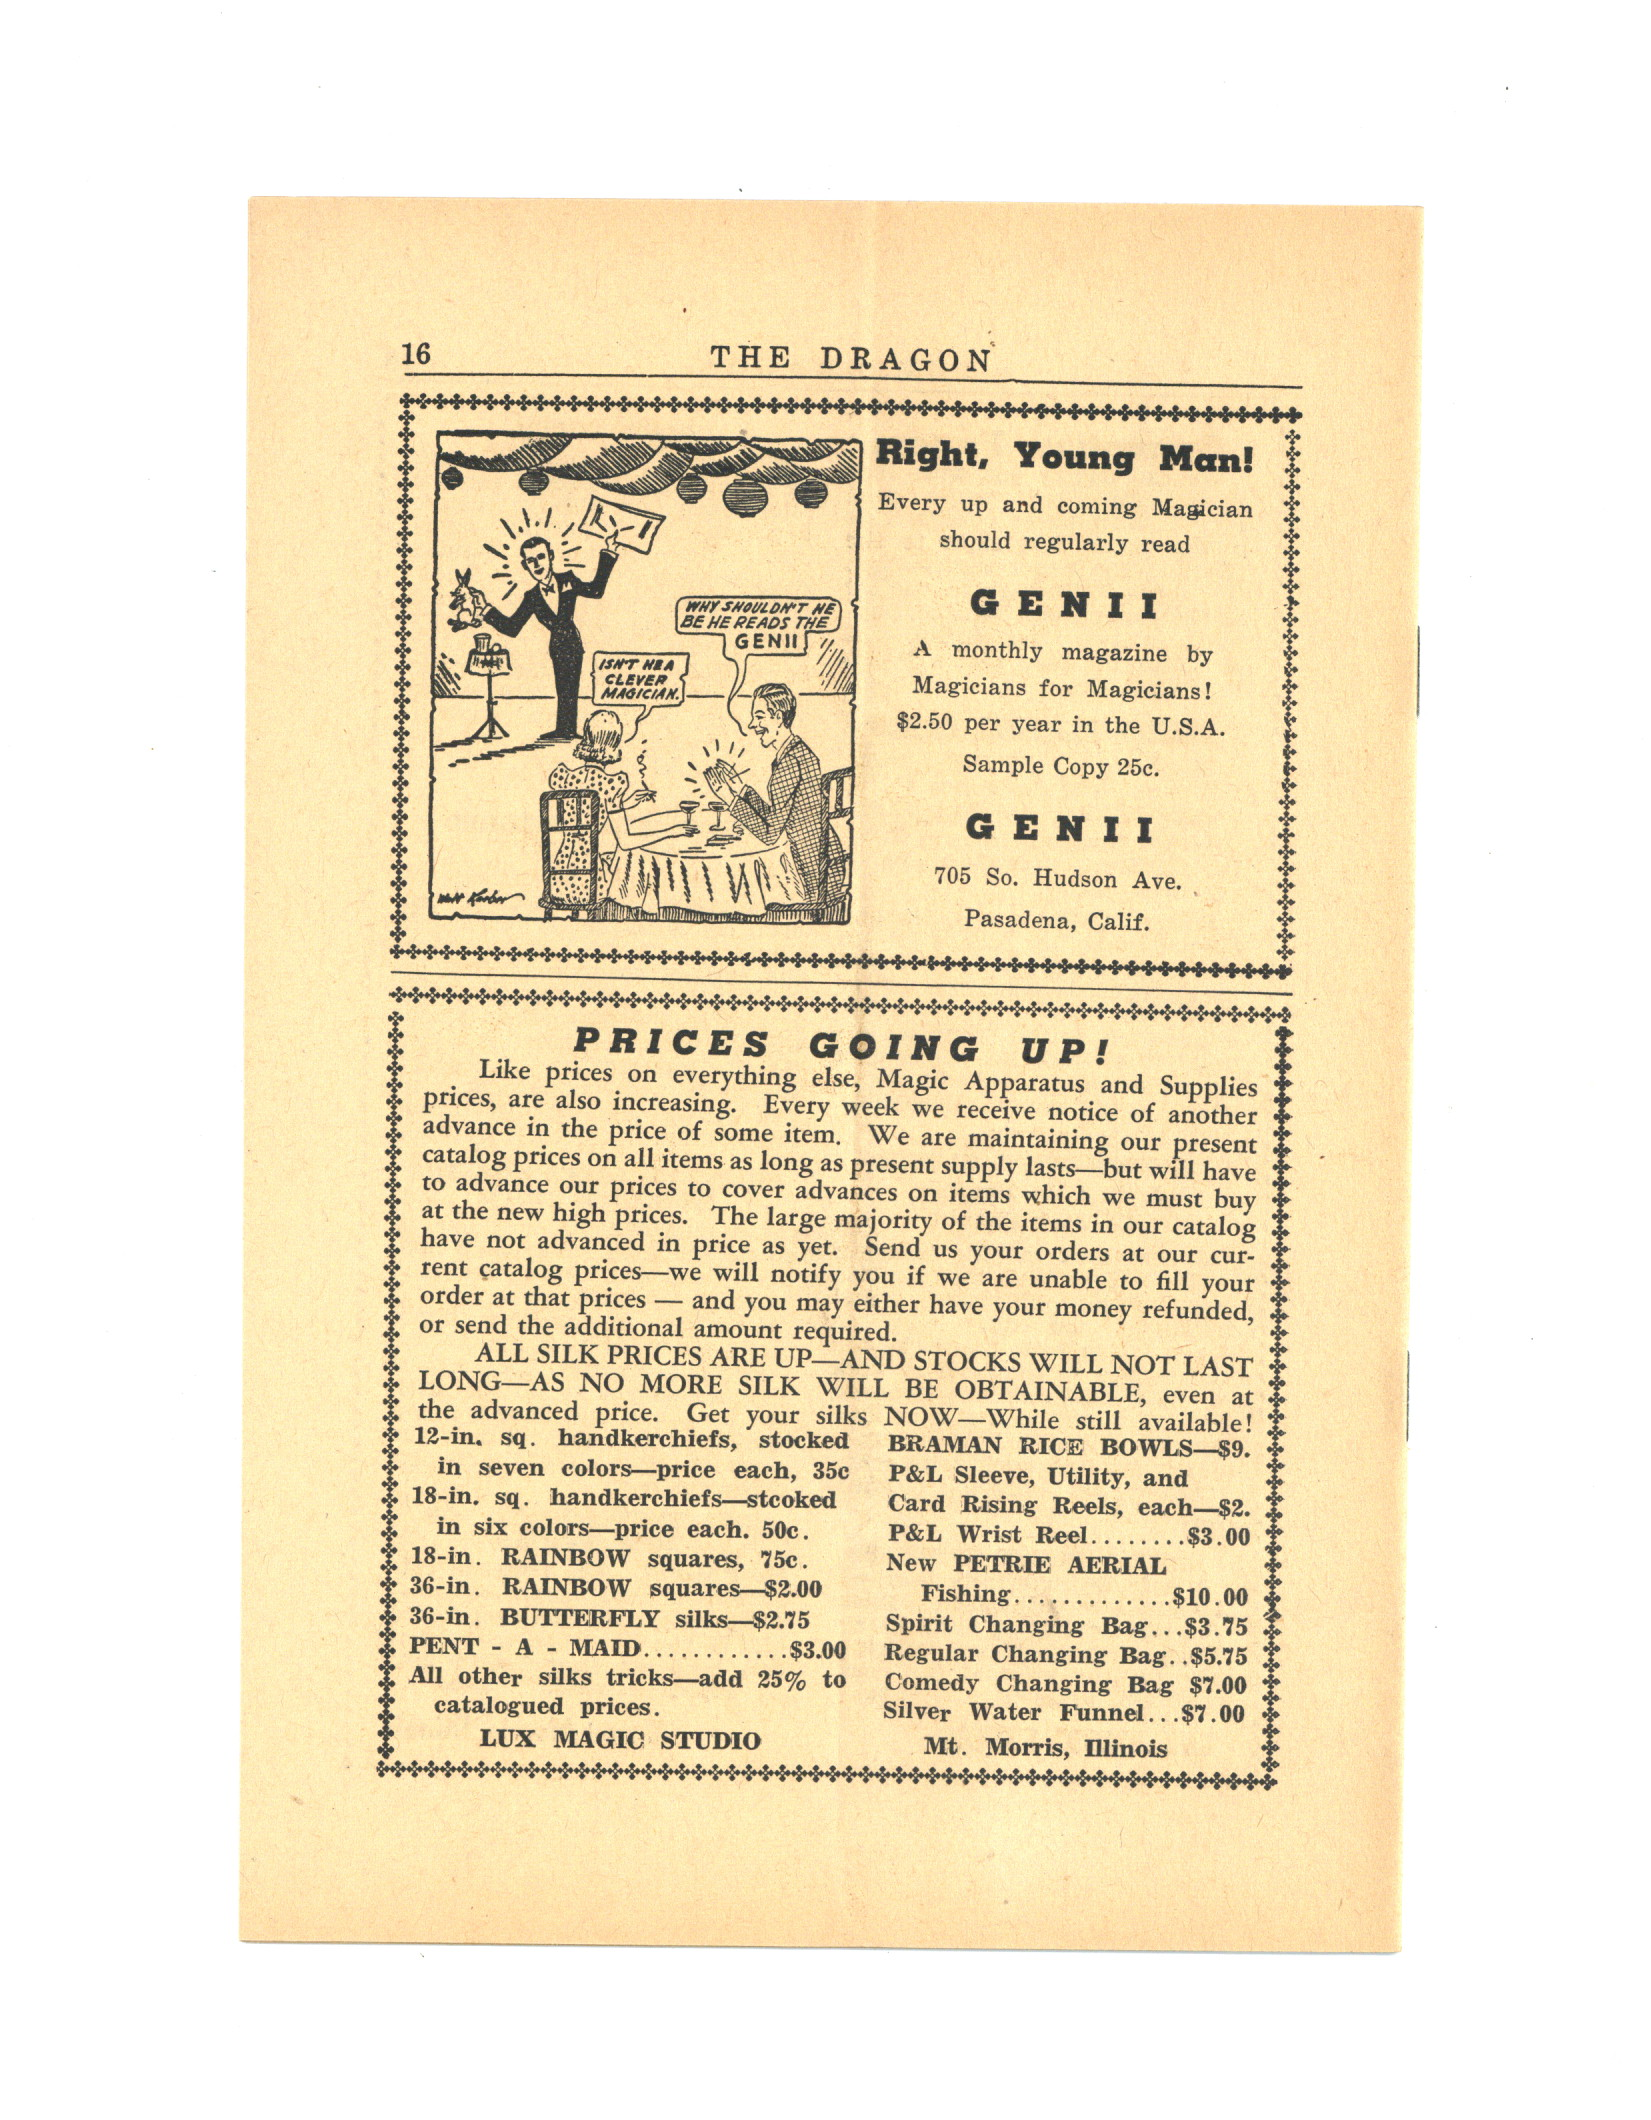 16
THE DRAGON
WHY SHOULDN'T HE
BE HE READS THE
GENII
ISN'T HE A
CLEVER
MAGICIAN.
Right, Young Man!
Every up and coming Magician
should regularly read
GENII
A monthly magazine by
Magicians for Magicians!
$2.50 per year in the U.S.A.
Sample Copy 25c.
GENII
705 So. Hudson Ave.
Pasadena, Calif.
PRICES GOING UP!
Like prices on everything else, Magic Apparatus and Supplies
prices, are also increasing. Every week we receive notice of another
advance in the price of some item. We are maintaining our present
catalog prices on all items as long as present supply lasts—but will have
to advance our prices to cover advances on items which we must buy
at the new high prices. The large majority of the items in our catalog
have not advanced in price as yet. Send us your orders at our cur-
rent catalog prices—we will notify you if we are unable to fill your
order at that prices — and you may either have your money refunded,
or send the additional amount required.
ALL SILK PRICES ARE UP—AND STOCKS WILL NOT LAST
LONG—AS NO MORE SILK WILL BE OBTAINABLE, even at
the advanced price. Get your silks NOW—While still available!
12-in. sq. handkerchiefs, stocked
in seven colors—price each, 35c
18-in. sq. handkerchiefs—stcoked
in six colors—price each. 50c.
18-in. RAINBOW squares, 75c.
36-in. RAINBOW squares—$2.00
36-in. BUTTERFLY silks—$2.75
PENT - A - MAID............$3.00
All other silks tricks—add 25% to
catalogued prices.
LUX MAGIC STUDIO
BRAMAN RICE BOWLS—$9.
P&L Sleeve, Utility, and
Card Rising Reels, each—$2.
P&L Wrist Reel........$3.00
New PETRIE AERIAL
Fishing.............$10.00
Spirit Changing Bag...$3.75
Regular Changing Bag..$5.75
Comedy Changing Bag $7.00
Silver Water Funnel...$7.00
Mt. Morris, Illinois